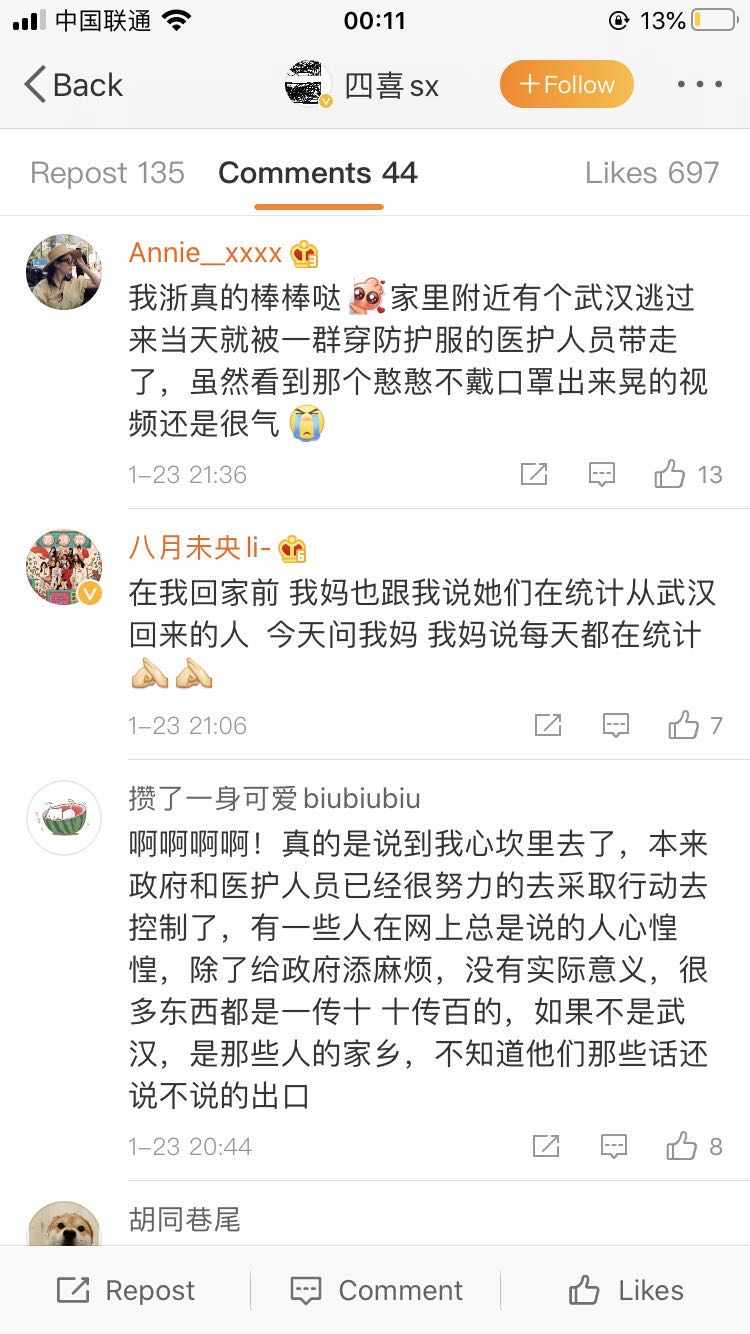 中国联通 00:11 13%
Back 四喜sx +Follow
Repost 135 Comments 44 Likes 697
Annie__xxxx
我浙真的棒棒哒 家里附近有个武汉逃过
来当天就被一群穿防护服的医护人员带走
了，虽然看到那个憨憨不戴口罩出来晃的视
频还是很气
1-23 21:36 13
八月未央li-
在我回家前 我妈也跟我说她们在统计从武汉
回来的人 今天问我妈 我妈说每天都在统计
1-23 21:06 7
攒了一身可爱biubiubiu
啊啊啊啊！真的是说到我心坎里去了，本来
政府和医护人员已经很努力的去采取行动去
控制了，有一些人在网上总是说的人心惶
惶，除了给政府添麻烦，没有实际意义，很
多东西都是一传十 十传百的，如果不是武
汉，是那些人的家乡，不知道他们那些话还
说不说的出口
1-23 20:44 8
胡同巷尾
Repost Comment Likes